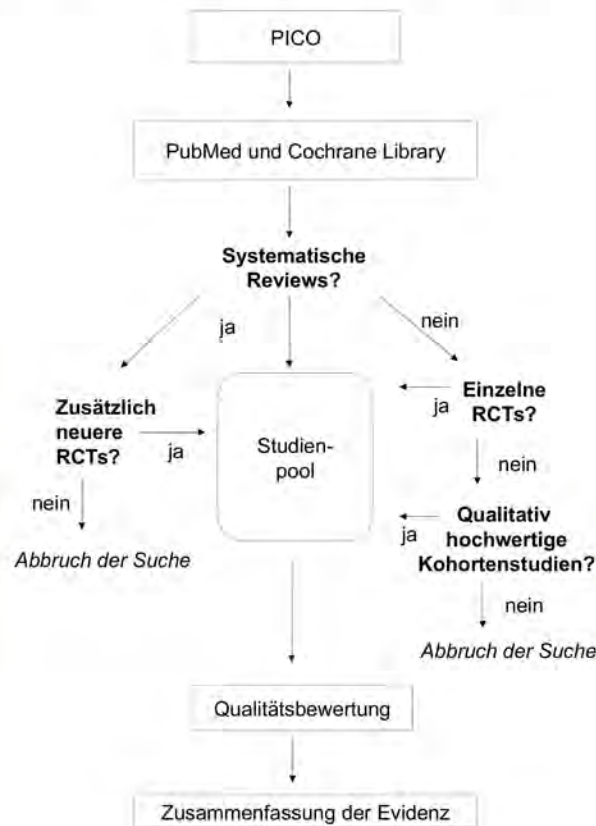 PICO
PubMed und Cochrane Library
Systematische
Reviews?
ja
nein
Zusätzlich
neuere
RCTs?
ja
nein
Abbruch der Suche
Studien-
pool
Einzelne
RCTs?
ja
nein
Qualitativ
hochwertige
Kohortenstudien?
ja
nein
Abbruch der Suche
Qualitätsbewertung
Zusammenfassung der Evidenz